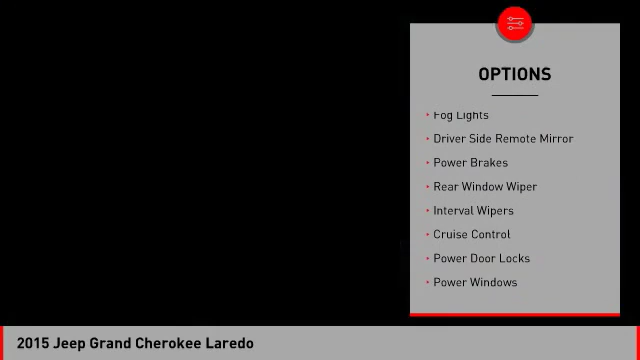 OPTIONS
• Fog Lights
• Driver Side Remote Mirror
• Power Brakes
• Rear Window Wiper
• Interval Wipers
• Cruise Control
• Power Door Locks
• Power Windows
2015 Jeep Grand Cherokee Laredo